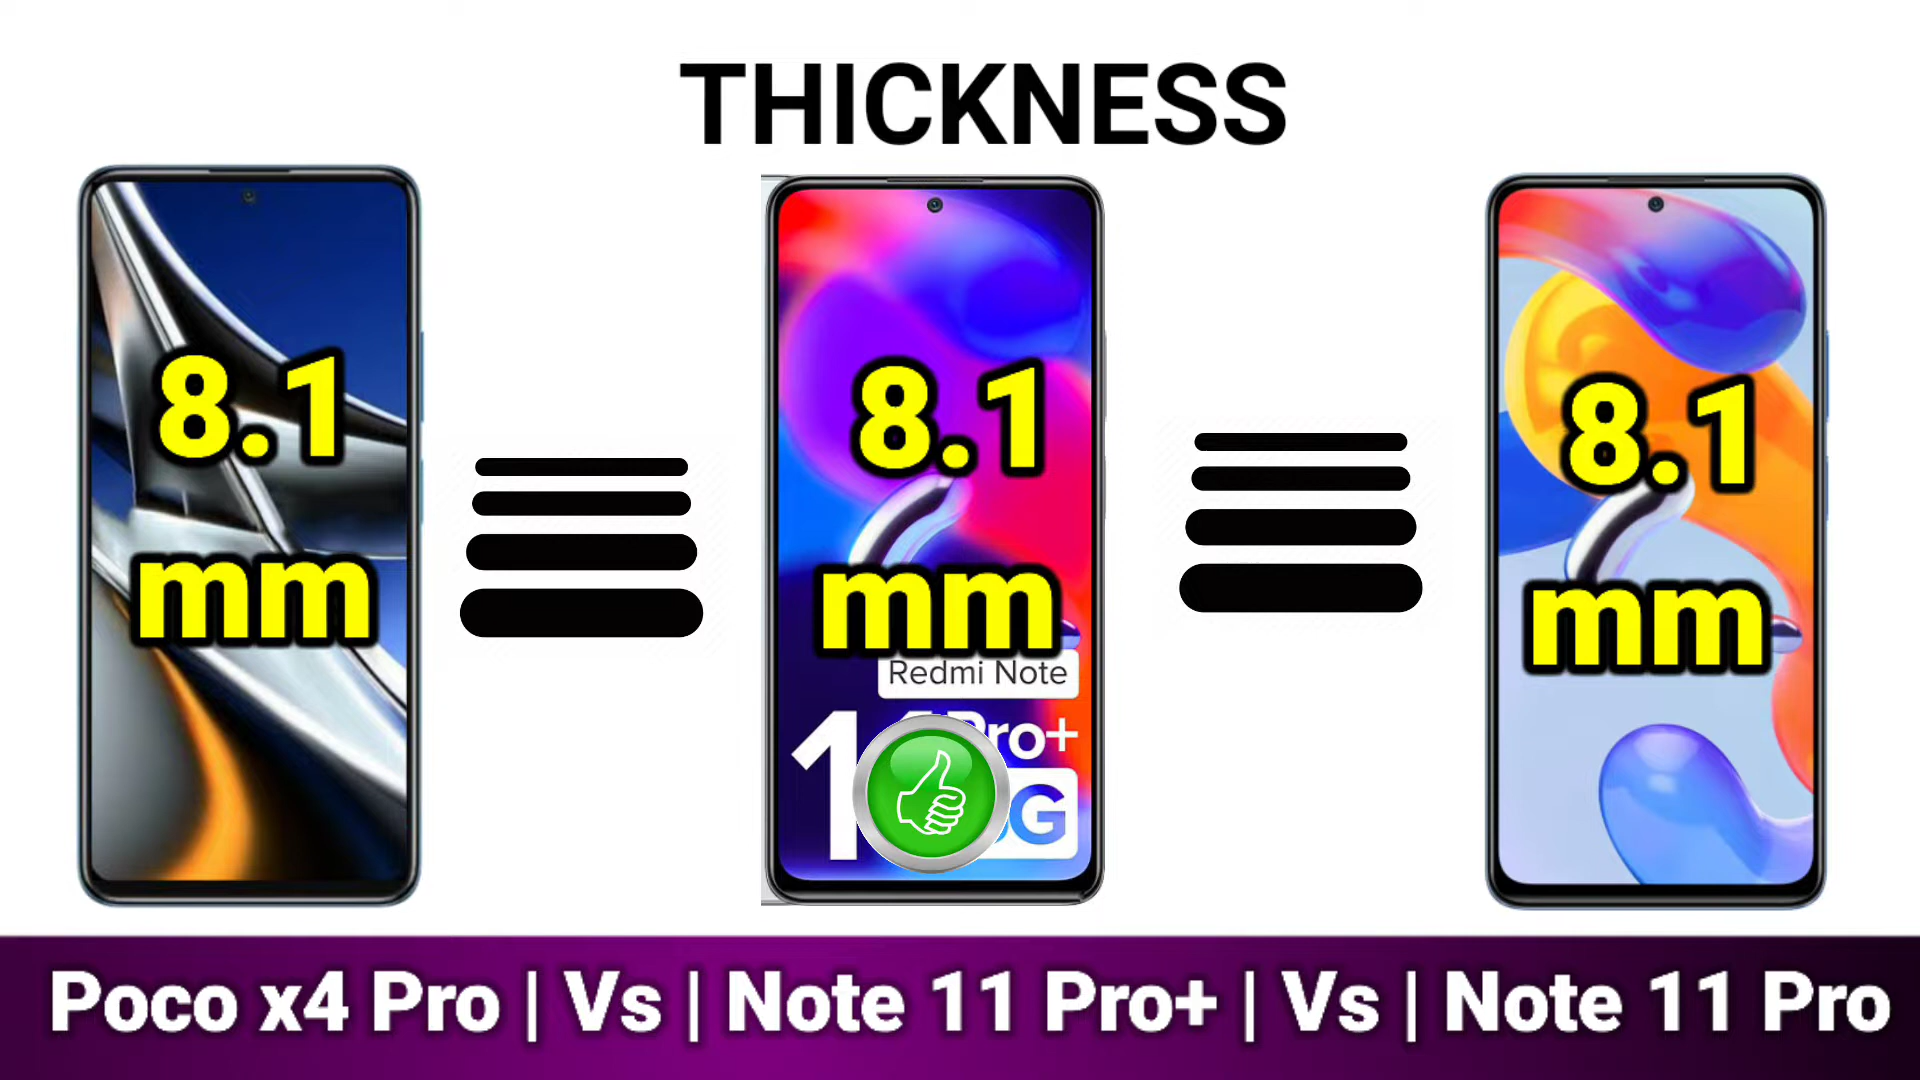 THICKNESS
8.1
mm
8.1
mm
Redmi Note
Pro+
8.1
mm
Poco x4 Pro | Vs | Note 11 Pro+ | Vs | Note 11 Pro